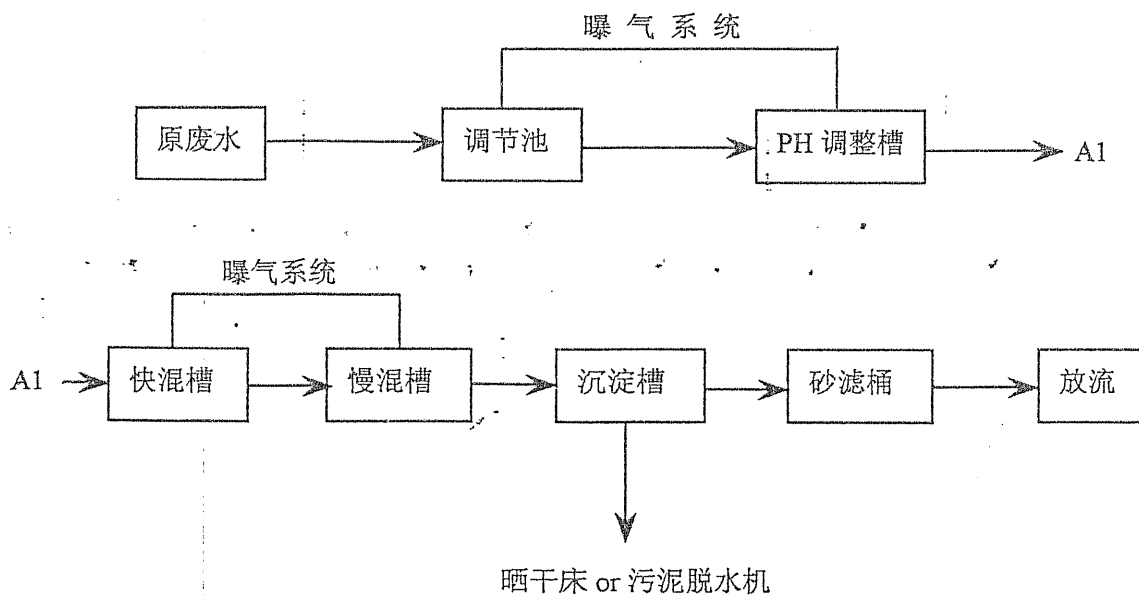 曝 气 系 统
原废水
调节池
PH 调整槽
A1
曝气系统
A1
快混槽
慢混槽
沉淀槽
砂滤桶
放流
晒干床 or 污泥脱水机